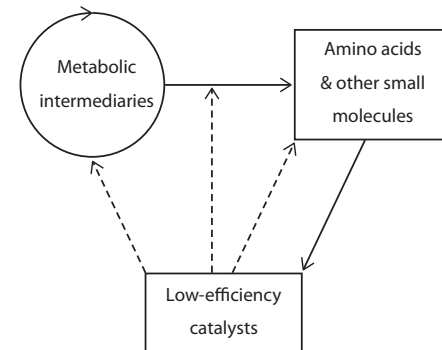 Metabolic
intermediaries
Amino acids
& other small
molecules
Low-efficiency
catalysts